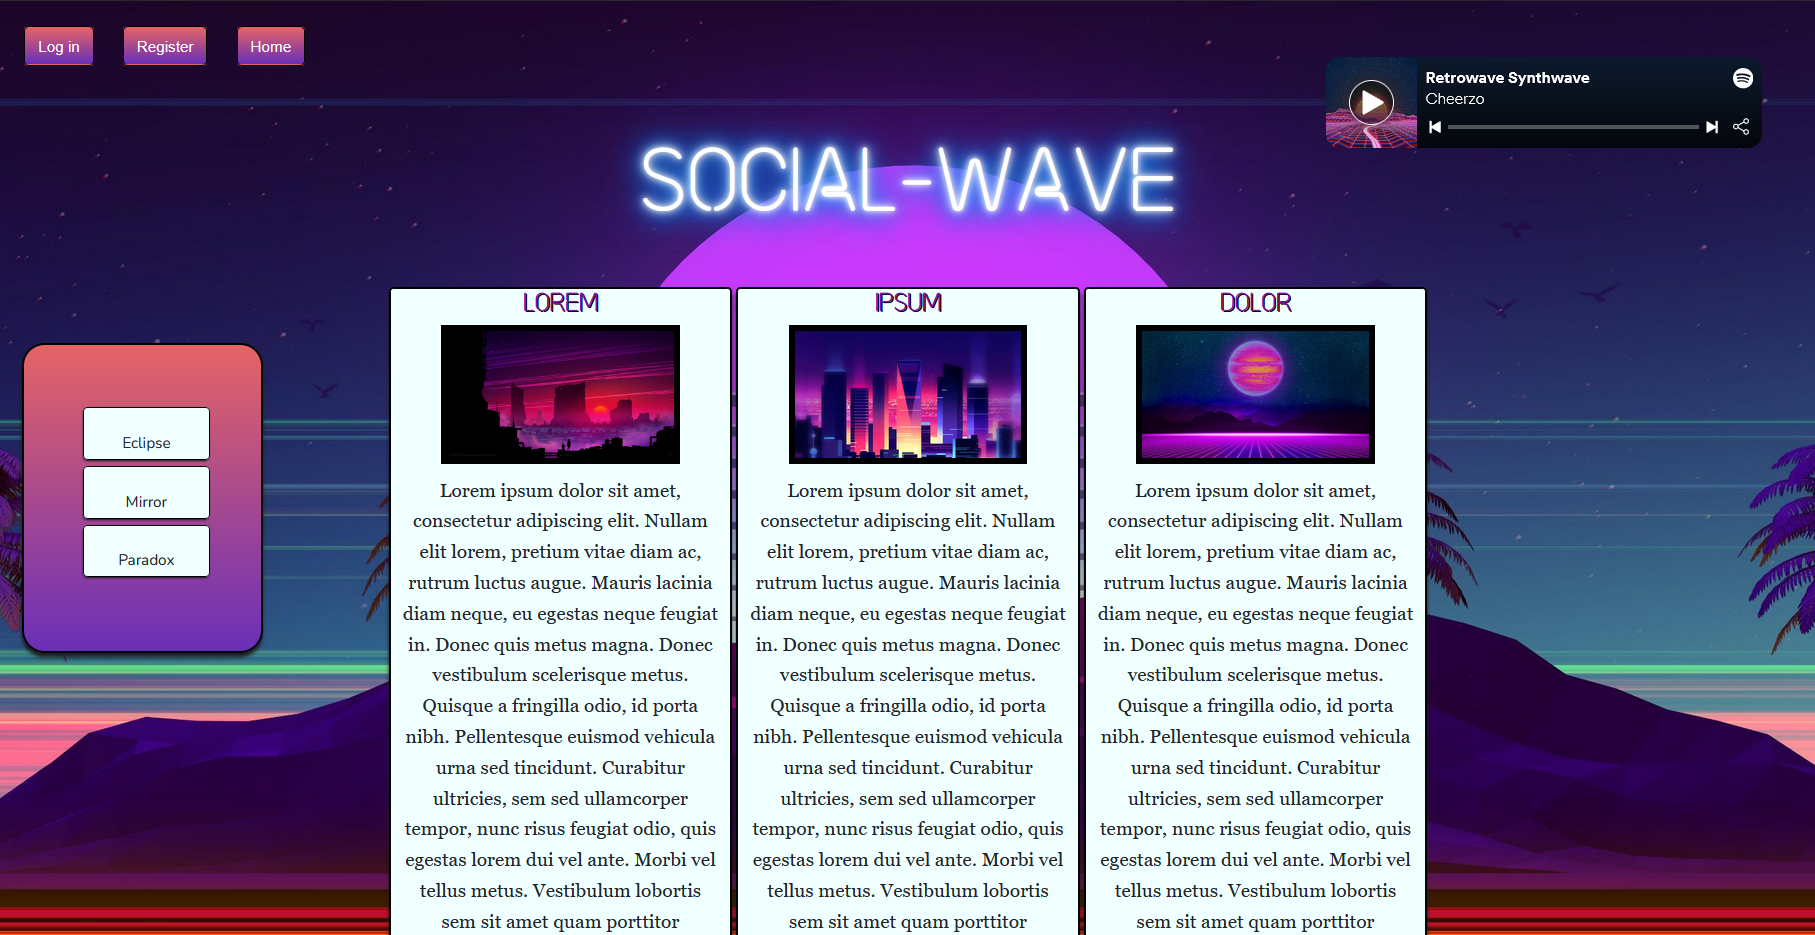 Log in
Register
Home
Retrowave Synthwave
Cheerzo
SOCIAL-WAVE
Eclipse
Mirror
Paradox
LOREM
Lorem ipsum dolor sit amet,
consectetur adipiscing elit. Nullam
elit lorem, pretium vitae diam ac,
rutrum luctus augue. Mauris lacinia
diam neque, eu egestas neque feugiat
in. Donec quis metus magna. Donec
vestibulum scelerisque metus.
Quisque a fringilla odio, id porta
nibh. Pellentesque euismod vehicula
urna sed tincidunt. Curabitur
ultricies, sem sed ullamcorper
tempor, nunc risus feugiat odio, quis
egestas lorem dui vel ante. Morbi vel
tellus metus. Vestibulum lobortis
sem sit amet quam porttitor
IPSUM
Lorem ipsum dolor sit amet,
consectetur adipiscing elit. Nullam
elit lorem, pretium vitae diam ac,
rutrum luctus augue. Mauris lacinia
diam neque, eu egestas neque feugiat
in. Donec quis metus magna. Donec
vestibulum scelerisque metus.
Quisque a fringilla odio, id porta
nibh. Pellentesque euismod vehicula
urna sed tincidunt. Curabitur
ultricies, sem sed ullamcorper
tempor, nunc risus feugiat odio, quis
egestas lorem dui vel ante. Morbi vel
tellus metus. Vestibulum lobortis
sem sit amet quam porttitor
DOLOR
Lorem ipsum dolor sit amet,
consectetur adipiscing elit. Nullam
elit lorem, pretium vitae diam ac,
rutrum luctus augue. Mauris lacinia
diam neque, eu egestas neque feugiat
in. Donec quis metus magna. Donec
vestibulum scelerisque metus.
Quisque a fringilla odio, id porta
nibh. Pellentesque euismod vehicula
urna sed tincidunt. Curabitur
ultricies, sem sed ullamcorper
tempor, nunc risus feugiat odio, quis
egestas lorem dui vel ante. Morbi vel
tellus metus. Vestibulum lobortis
sem sit amet quam porttitor